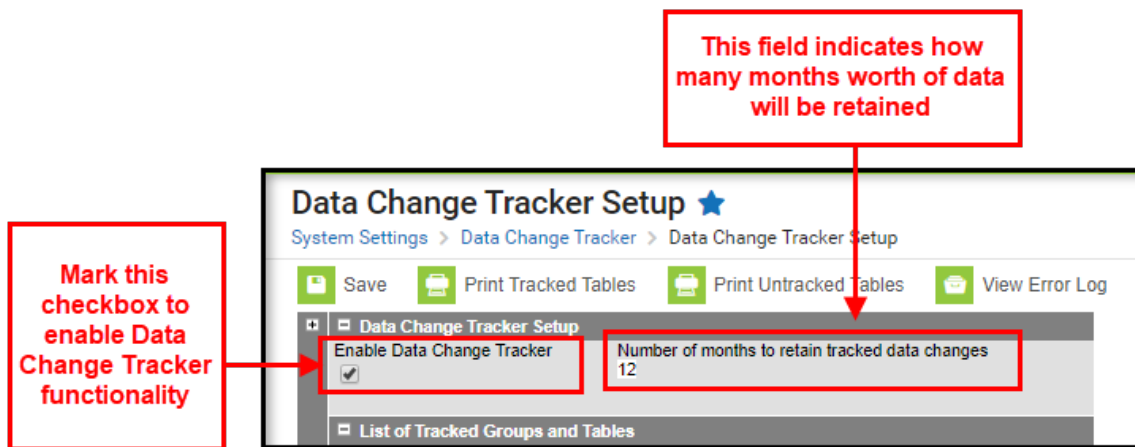 This field indicates how
many months worth of data
will be retained
Data Change Tracker Setup
System Settings > Data Change Tracker > Data Change Tracker Setup
Mark this
checkbox to
enable Data
Change Tracker
functionality
Save Print Tracked Tables Print Untracked Tables View Error Log
Data Change Tracker Setup
Enable Data Change Tracker Number of months to retain tracked data changes
12
List of Tracked Groups and Tables